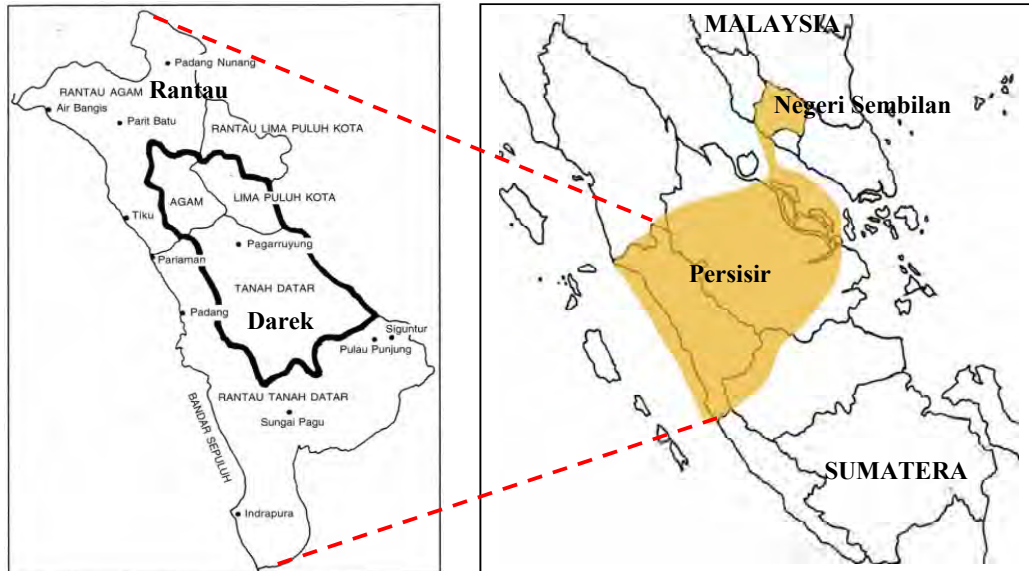 Padang Nunang
RANTAU AGAM
Rantau
Air Bangis
Parit Batu
RANTAU LIMA PULUH KOTA
AGAM
LIMA PULUH KOTA
Tiku
Pagarruyung
Pariaman
TANAH DATAR
Padang
Darek
Siguntur
Pulau Punjung
RANTAU TANAH DATAR
Sungai Pagu
BANDAR SEPULUH
Indrapura
MALAYSIA
Negeri Sembilan
Persisir
SUMATERA